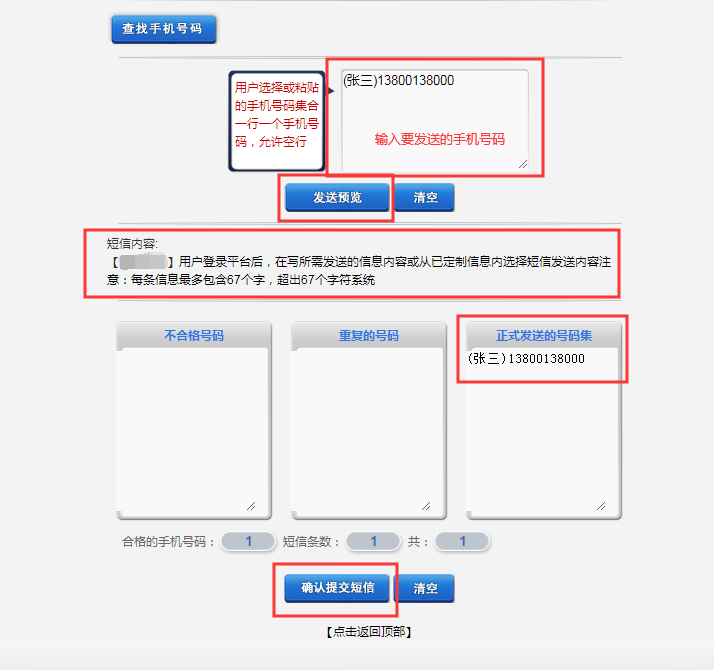 查找手机号码
用户选择或粘贴
的手机号码集合
一行一个手机号
码，允许空行
(张三)13800138000
输入要发送的手机号码
发送预览
清空
短信内容:
【】用户登录平台后，在写所需发送的信息内容或从已定制信息内选择短信发送内容注
意：每条信息最多包含67个字，超出67个字符系统
不合格号码
重复的号码
正式发送的号码集
(张三)13800138000
合格的手机号码： 1 短信条数： 1 共： 1
确认提交短信
清空
【点击返回顶部】